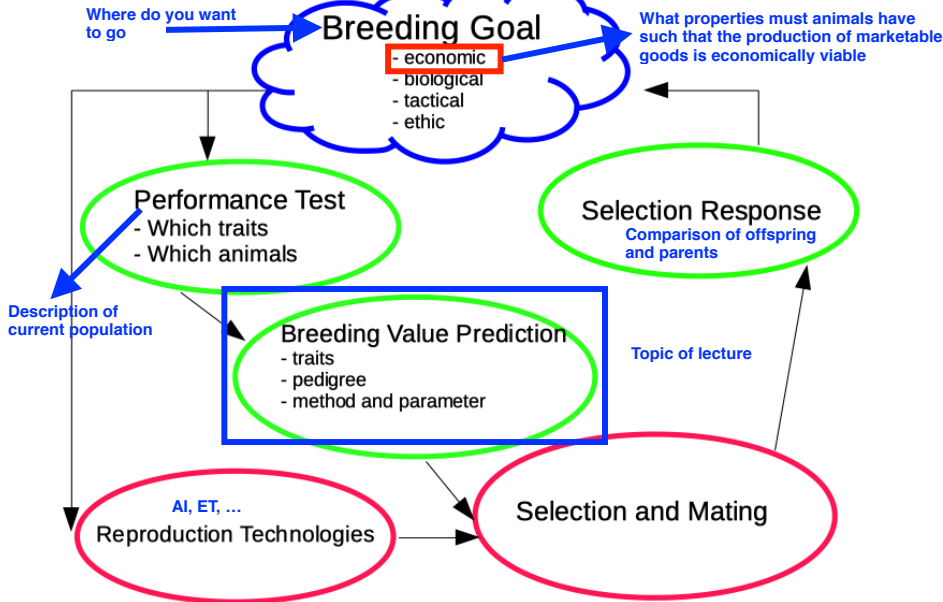 Where do you want
to go
Breeding Goal
- economic
- biological
- tactical
- ethic
What properties must animals have
such that the production of marketable
goods is economically viable
Performance Test
- Which traits
- Which animals
Selection Response
Comparison of offspring
and parents
Description of
current population
Breeding Value Prediction
- traits
- pedigree
- method and parameter
Topic of lecture
AI, ET, ...
Reproduction Technologies
Selection and Mating